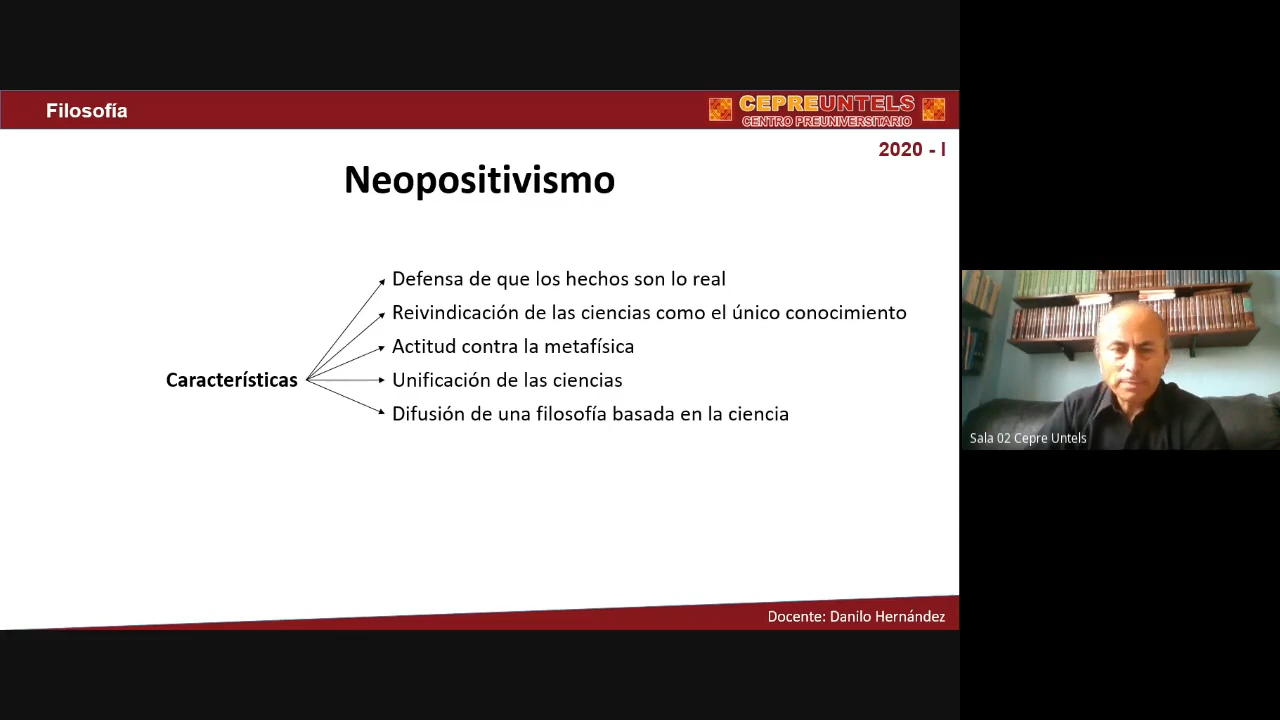 Filosofía
CEPREUNTELS
CENTRO PREUNIVERSITARIO
2020 - I
Neopositivismo
Defensa de que los hechos son lo real
Reivindicación de las ciencias como el único conocimiento
Actitud contra la metafísica
Características
Unificación de las ciencias
Difusión de una filosofía basada en la ciencia
Sala 02 Cepre Untels
Docente: Danilo Hernández